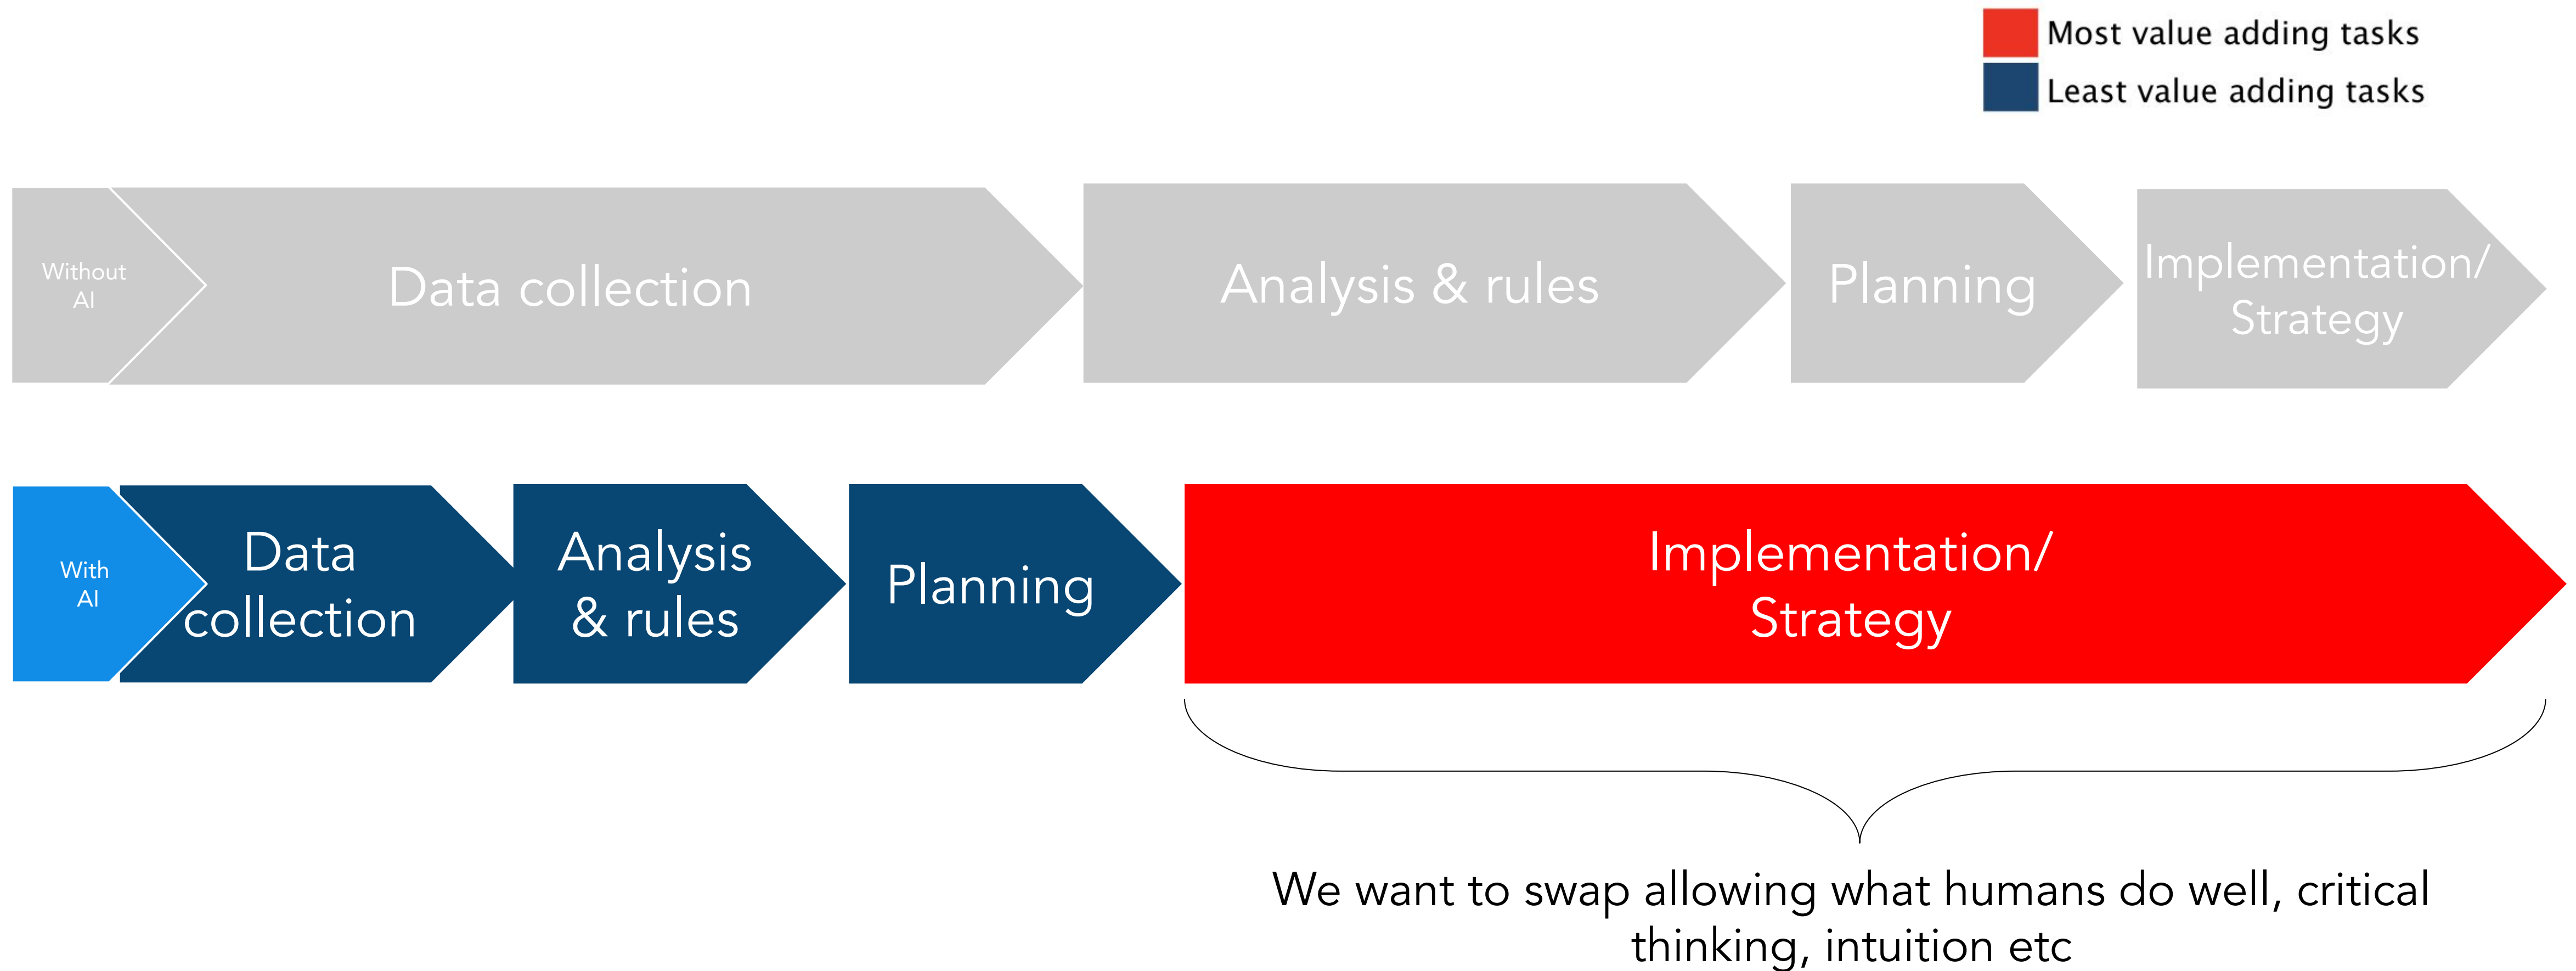 Most value adding tasks
Least value adding tasks
Without
AI
Data collection
Analysis & rules
Planning
Implementation/
Strategy
With
AI
Data
collection
Analysis
& rules
Planning
Implementation/
Strategy
We want to swap allowing what humans do well, critical
thinking, intuition etc